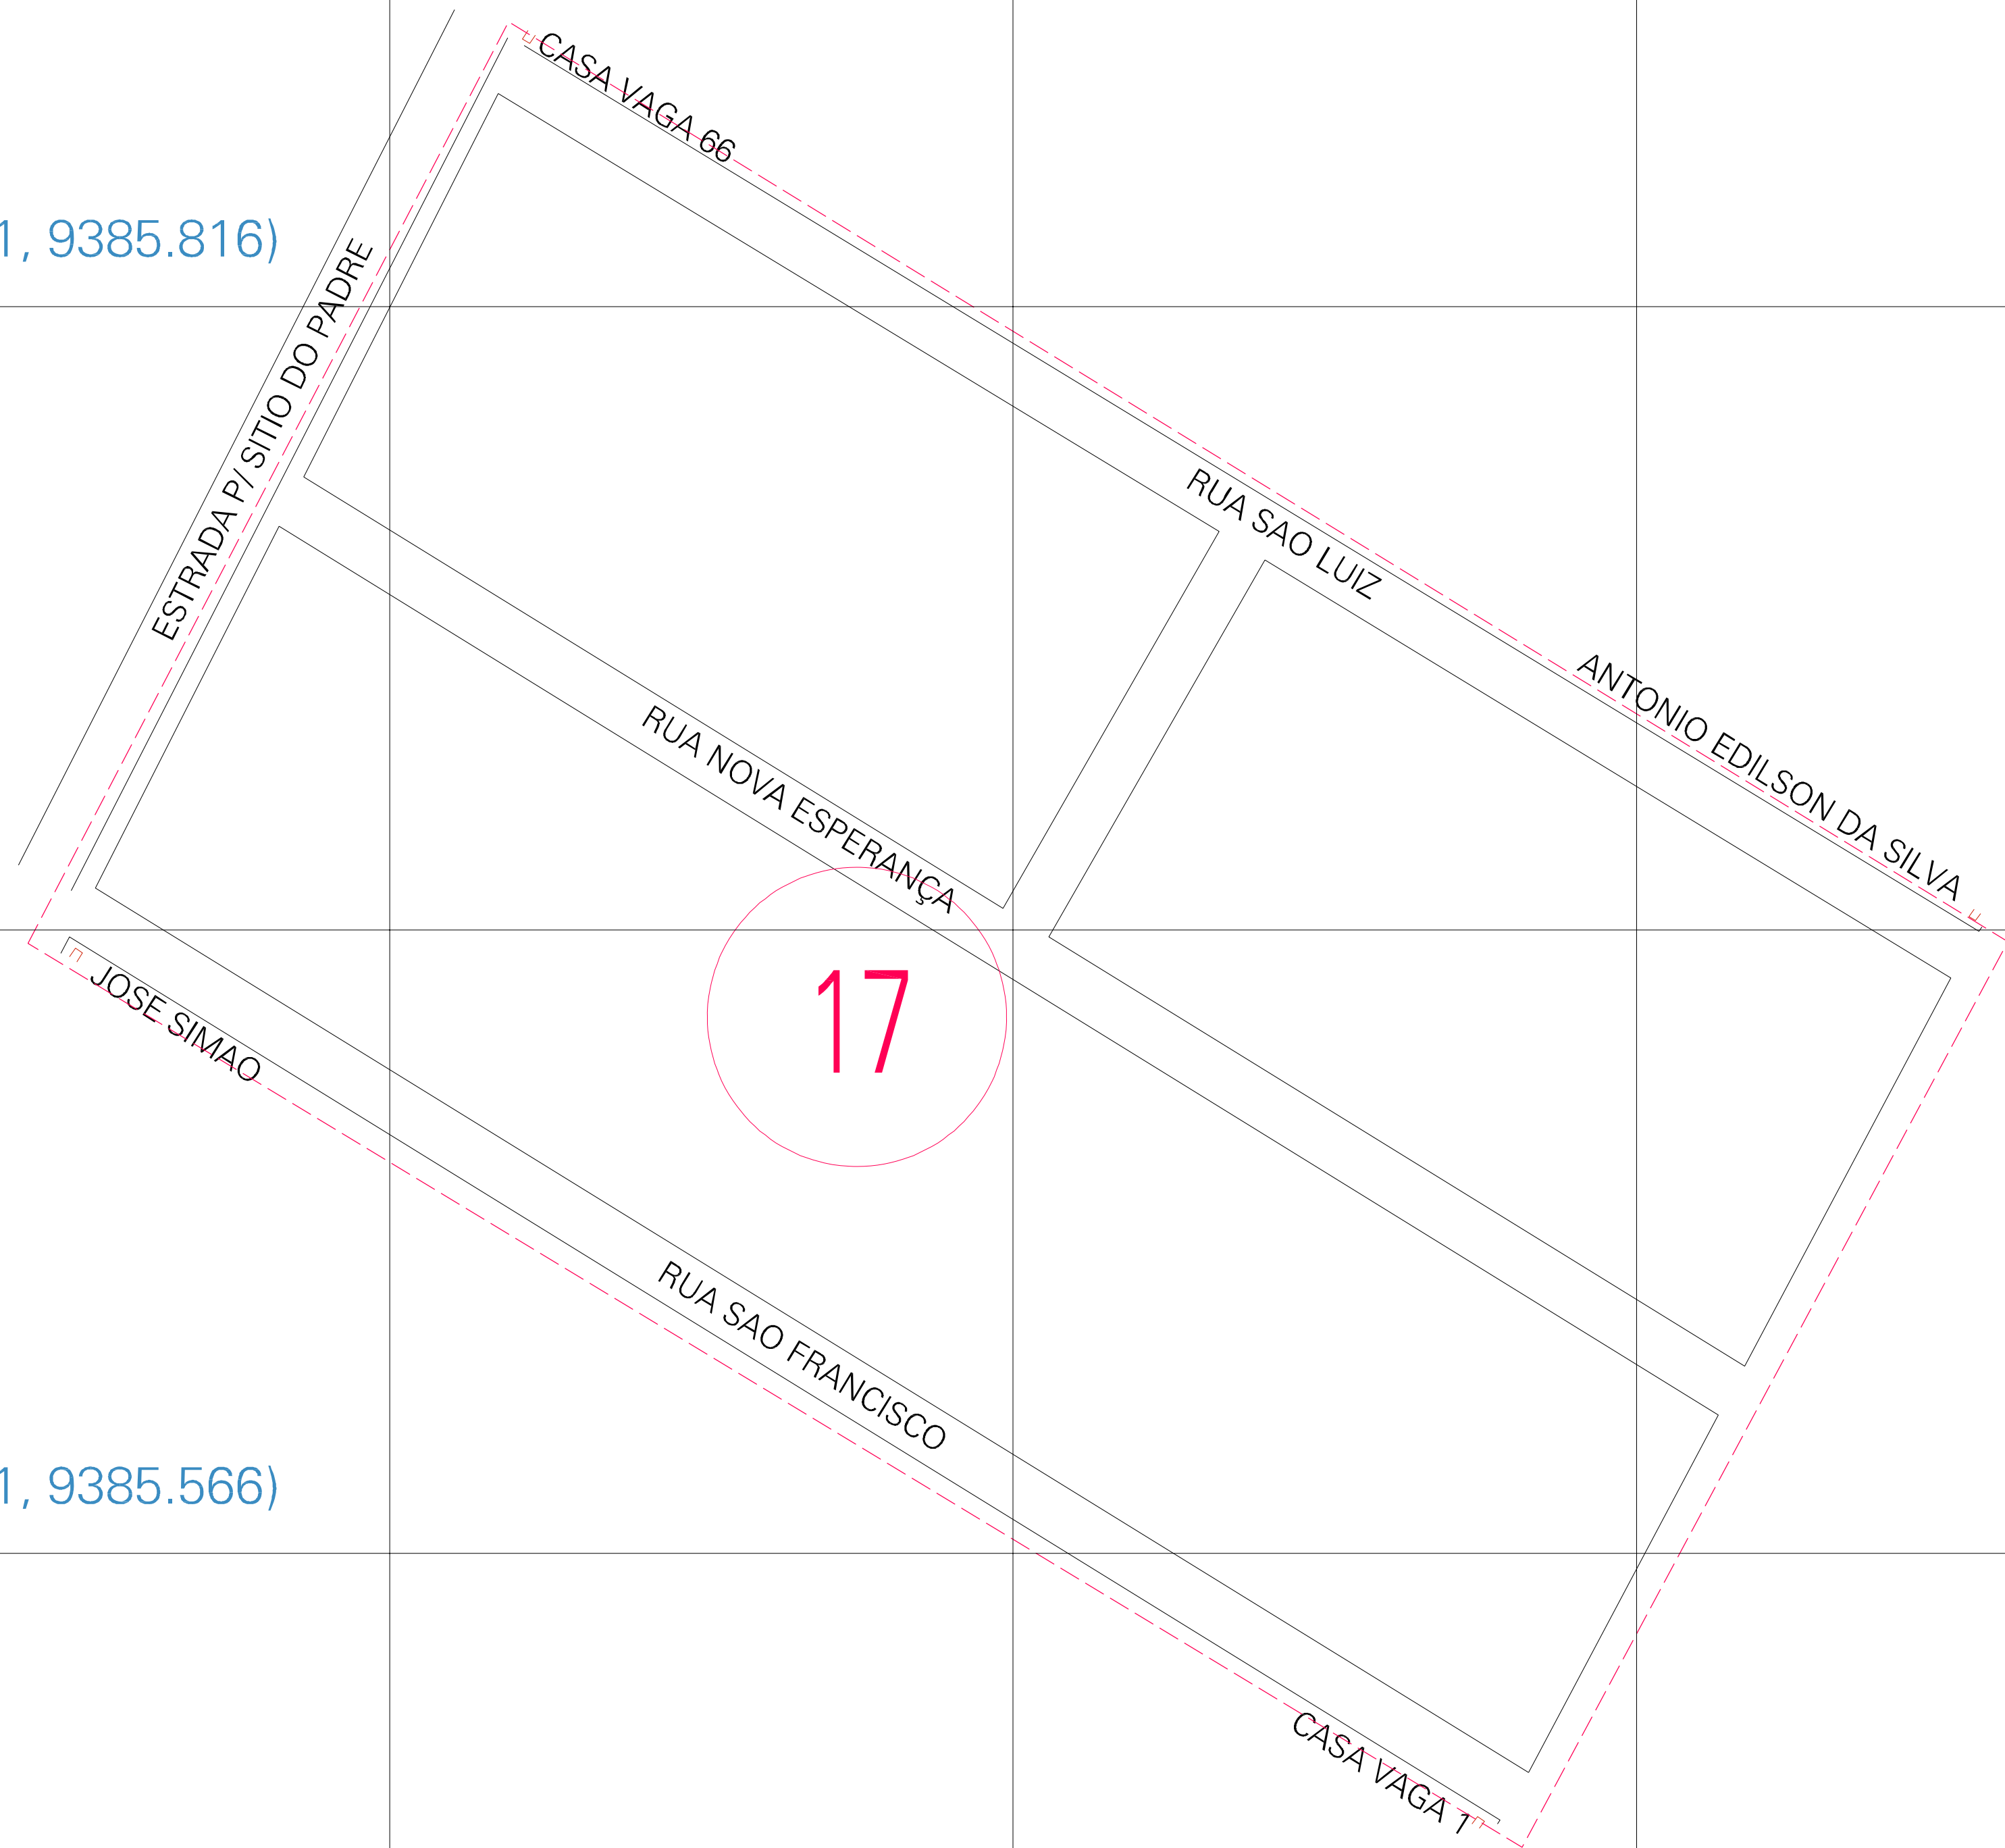 CASA VAGA 66
1, 9385.816)
ESTRADA P/ SITIO DO PADRE
RUA SAO LUIZ
ANTONIO EDILSON DA SILVA
RUA NOVA ESPERANÇA
17
JOSE SIMAO
RUA SAO FRANCISCO
1, 9385.566)
CASA VAGA 1